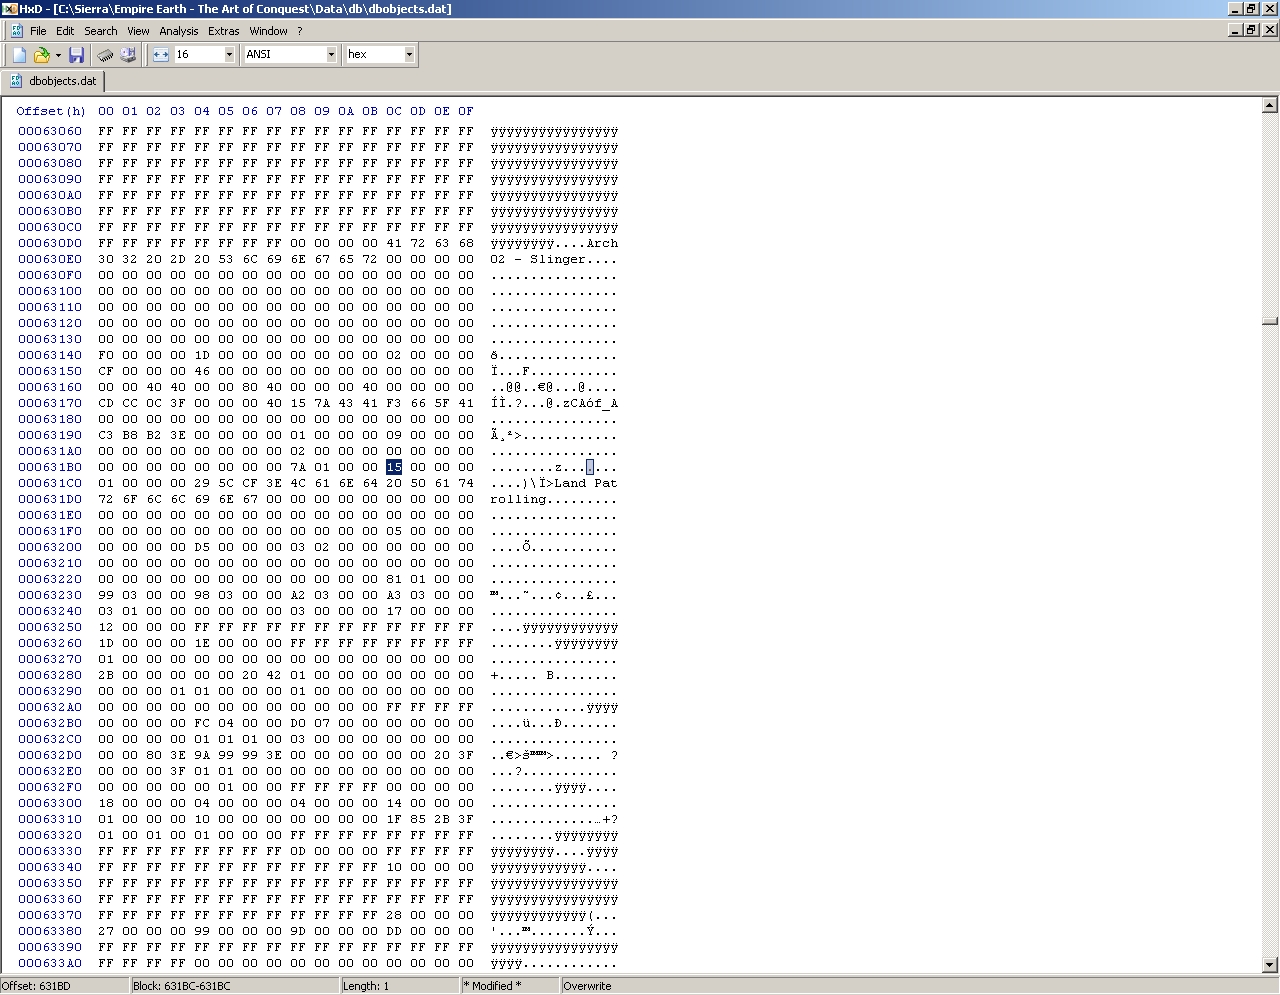 HxD - [C:\Sierra\Empire Earth - The Art of Conquest\Data\db\dbobjects.dat]
File Edit Search View Analysis Extras Window ?
16 ANSI hex
dbobjects.dat
Offset(h) 00 01 02 03 04 05 06 07 08 09 0A 0B 0C 0D 0E 0F
00063060 FF FF FF FF FF FF FF FF FF FF FF FF FF FF FF FF ÿÿÿÿÿÿÿÿÿÿÿÿÿÿÿÿ
00063070 FF FF FF FF FF FF FF FF FF FF FF FF FF FF FF FF ÿÿÿÿÿÿÿÿÿÿÿÿÿÿÿÿ
00063080 FF FF FF FF FF FF FF FF FF FF FF FF FF FF FF FF ÿÿÿÿÿÿÿÿÿÿÿÿÿÿÿÿ
00063090 FF FF FF FF FF FF FF FF FF FF FF FF FF FF FF FF ÿÿÿÿÿÿÿÿÿÿÿÿÿÿÿÿ
000630A0 FF FF FF FF FF FF FF FF FF FF FF FF FF FF FF FF ÿÿÿÿÿÿÿÿÿÿÿÿÿÿÿÿ
000630B0 FF FF FF FF FF FF FF FF FF FF FF FF FF FF FF FF ÿÿÿÿÿÿÿÿÿÿÿÿÿÿÿÿ
000630C0 FF FF FF FF FF FF FF FF FF FF FF FF FF FF FF FF ÿÿÿÿÿÿÿÿÿÿÿÿÿÿÿÿ
000630D0 FF FF FF FF FF FF FF FF 00 00 00 00 41 72 63 68 ÿÿÿÿÿÿÿÿ....Arch
000630E0 30 32 20 2D 20 53 6C 69 6E 67 65 72 00 00 00 00 02 - Slinger....
000630F0 00 00 00 00 00 00 00 00 00 00 00 00 00 00 00 00 ................
00063100 00 00 00 00 00 00 00 00 00 00 00 00 00 00 00 00 ................
00063110 00 00 00 00 00 00 00 00 00 00 00 00 00 00 00 00 ................
00063120 00 00 00 00 00 00 00 00 00 00 00 00 00 00 00 00 ................
00063130 00 00 00 00 00 00 00 00 00 00 00 00 00 00 00 00 ................
00063140 F0 00 00 00 1D 00 00 00 00 00 00 00 02 00 00 00 ð...............
00063150 CF 00 00 00 46 00 00 00 00 00 00 00 00 00 00 00 Ï...F...........
00063160 00 00 40 40 00 00 80 40 00 00 00 40 00 00 00 00 ..@@..€@...@....
00063170 CD CC 0C 3F 00 00 00 40 15 7A 43 41 F3 66 5F 41 ÍÌ.?...@.zCAóf_A
00063180 00 00 00 00 00 00 00 00 00 00 00 00 00 00 00 00 ................
00063190 C3 B8 B2 3E 00 00 00 00 01 00 00 00 09 00 00 00 Ã¸²>............
000631A0 00 00 00 00 00 00 00 00 02 00 00 00 00 00 00 00 ................
000631B0 00 00 00 00 00 00 00 00 7A 01 00 00 15 00 00 00 ........z.......
000631C0 01 00 00 00 29 5C CF 3E 4C 61 6E 64 20 50 61 74 ....)\Ï>Land Pat
000631D0 72 6F 6C 6C 69 6E 67 00 00 00 00 00 00 00 00 00 rolling.........
000631E0 00 00 00 00 00 00 00 00 00 00 00 00 00 00 00 00 ................
000631F0 00 00 00 00 00 00 00 00 00 00 00 00 05 00 00 00 ................
00063200 00 00 00 00 D5 00 00 00 03 02 00 00 00 00 00 00 ....Õ...........
00063210 00 00 00 00 00 00 00 00 00 00 00 00 00 00 00 00 ................
00063220 00 00 00 00 00 00 00 00 00 00 00 00 81 01 00 00 ................
00063230 99 03 00 00 98 03 00 00 A2 03 00 00 A3 03 00 00 ™...˜...¢...£...
00063240 03 01 00 00 00 00 00 00 03 00 00 00 17 00 00 00 ................
00063250 12 00 00 00 FF FF FF FF FF FF FF FF FF FF FF FF ....ÿÿÿÿÿÿÿÿÿÿÿÿ
00063260 1D 00 00 00 1E 00 00 00 FF FF FF FF FF FF FF FF ........ÿÿÿÿÿÿÿÿ
00063270 01 00 00 00 00 00 00 00 00 00 00 00 00 00 00 00 ................
00063280 2B 00 00 00 00 00 20 42 01 00 00 00 00 00 00 00 +..... B........
00063290 00 00 00 01 01 00 00 00 01 00 00 00 00 00 00 00 ................
000632A0 00 00 00 00 00 00 00 00 00 00 00 00 FF FF FF FF ............ÿÿÿÿ
000632B0 00 00 00 00 FC 04 00 00 D0 07 00 00 00 00 00 00 ....ü...Ð.......
000632C0 00 00 00 00 01 01 01 00 03 00 00 00 00 00 00 00 ................
000632D0 00 00 80 3E 9A 99 99 3E 00 00 00 00 00 00 20 3F ..€>š™™>...... ?
000632E0 00 00 00 3F 01 01 00 00 00 00 00 00 00 00 00 00 ...?............
000632F0 00 00 00 00 00 01 00 00 FF FF FF FF 00 00 00 00 ........ÿÿÿÿ....
00063300 18 00 00 00 04 00 00 00 04 00 00 00 14 00 00 00 ................
00063310 01 00 00 00 10 00 00 00 00 00 00 00 1F 85 2B 3F .............…+?
00063320 01 00 01 00 01 00 00 00 FF FF FF FF FF FF FF FF ........ÿÿÿÿÿÿÿÿ
00063330 FF FF FF FF FF FF FF FF 0D 00 00 00 FF FF FF FF ÿÿÿÿÿÿÿÿ....ÿÿÿÿ
00063340 FF FF FF FF FF FF FF FF FF FF FF FF 10 00 00 00 ÿÿÿÿÿÿÿÿÿÿÿÿ....
00063350 FF FF FF FF FF FF FF FF FF FF FF FF FF FF FF FF ÿÿÿÿÿÿÿÿÿÿÿÿÿÿÿÿ
00063360 FF FF FF FF FF FF FF FF FF FF FF FF FF FF FF FF ÿÿÿÿÿÿÿÿÿÿÿÿÿÿÿÿ
00063370 FF FF FF FF FF FF FF FF FF FF FF FF 28 00 00 00 ÿÿÿÿÿÿÿÿÿÿÿÿ(...
00063380 27 00 00 00 99 00 00 00 9D 00 00 00 DD 00 00 00 '...™.......Ý...
00063390 FF FF FF FF FF FF FF FF FF FF FF FF FF FF FF FF ÿÿÿÿÿÿÿÿÿÿÿÿÿÿÿÿ
000633A0 FF FF FF FF 00 00 00 00 00 00 00 00 00 00 00 00 ÿÿÿÿ............
Offset: 631BD Block: 631BC-631BC Length: 1 * Modified * Overwrite